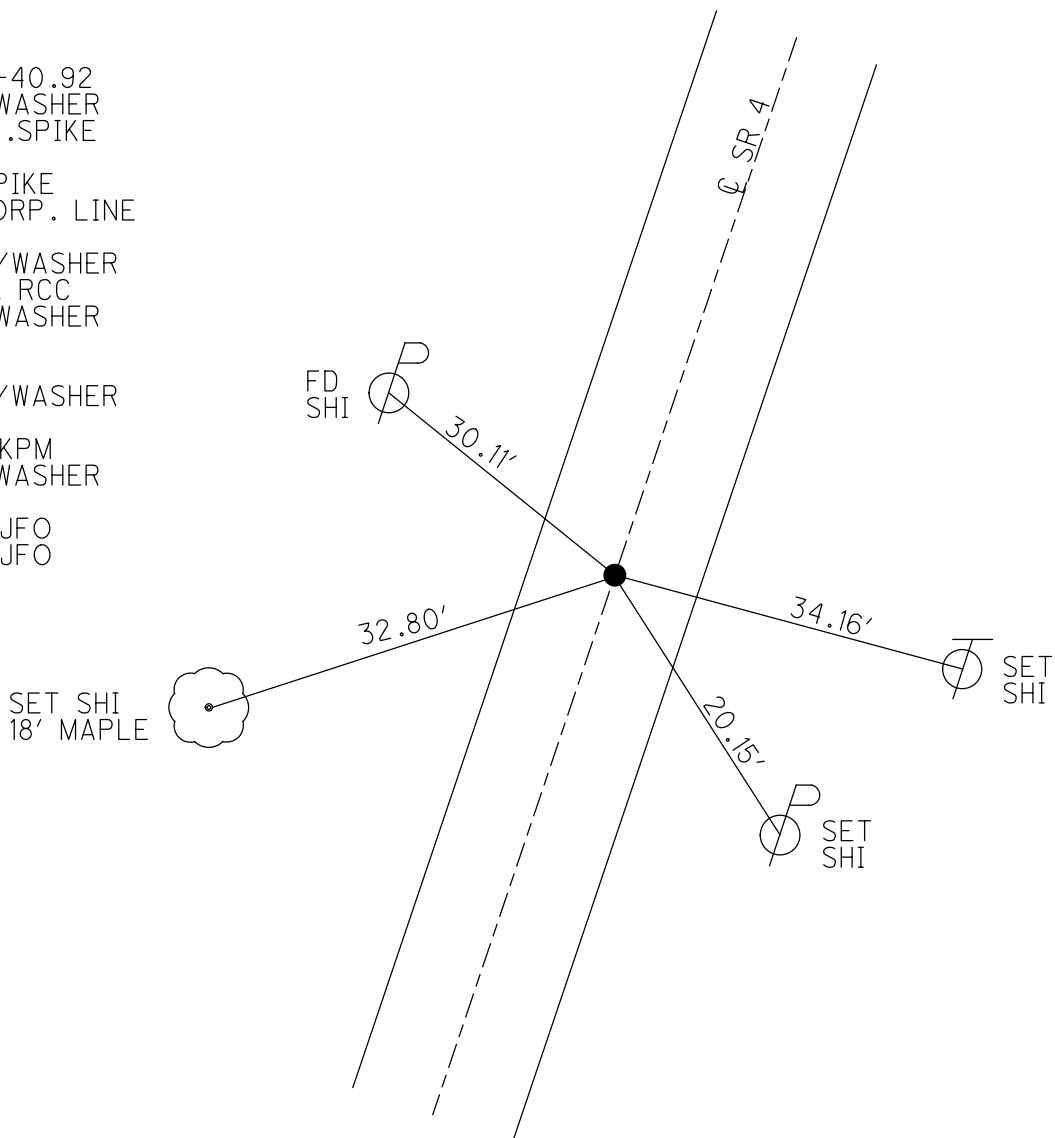 -40.92
WASHER
.SPIKE
PIKE
ORP. LINE
/WASHER
RCC
WASHER
/WASHER
KPM
WASHER
JFO
JFO
℄ SR 4
FD
SHI
30.11'
32.80'
34.16'
SET
SHI
SET SHI
18' MAPLE
20.15'
SET
SHI